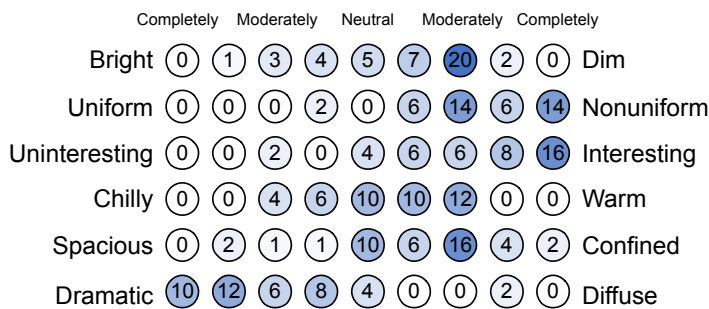 Completely Moderately Neutral Moderately Completely
Bright 0 1 3 4 5 7 20 2 0 Dim
Uniform 0 0 0 2 0 6 14 6 14 Nonuniform
Uninteresting 0 0 2 0 4 6 6 8 16 Interesting
Chilly 0 0 4 6 10 10 12 0 0 Warm
Spacious 0 2 1 1 10 6 16 4 2 Confined
Dramatic 10 12 6 8 4 0 0 2 0 Diffuse